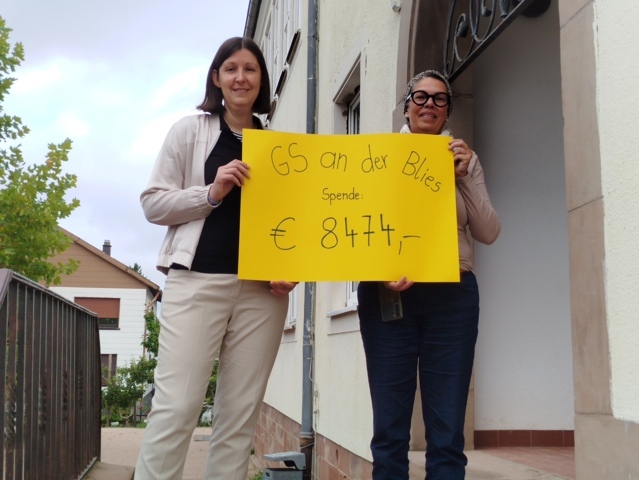 GS an der Blies
Spende:
€ 8474,–